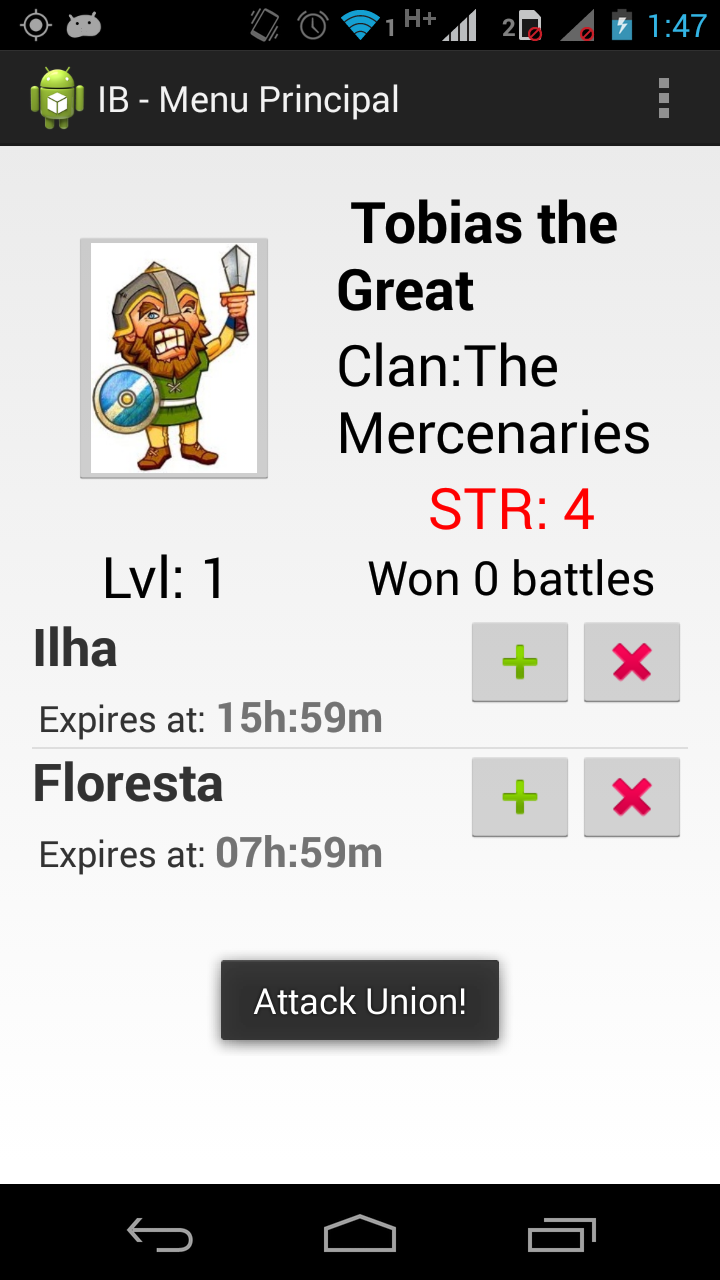 1 H+ 2 1:47
IB - Menu Principal
Tobias the
Great
Clan:The
Mercenaries
STR: 4
Lvl: 1
Won 0 battles
Ilha
Expires at: 15h:59m
Floresta
Expires at: 07h:59m
Attack Union!